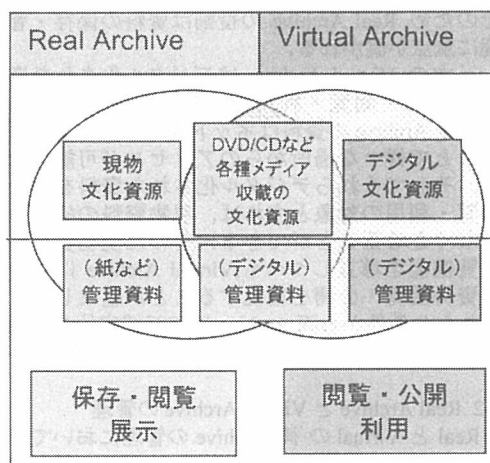 Real Archive
Virtual Archive
現物
文化資源
DVD/CDなど
各種メディア
収蔵の
文化資源
デジタル
文化資源
（紙など）
管理資料
（デジタル）
管理資料
（デジタル）
管理資料
保存・閲覧
展示
閲覧・公開
利用